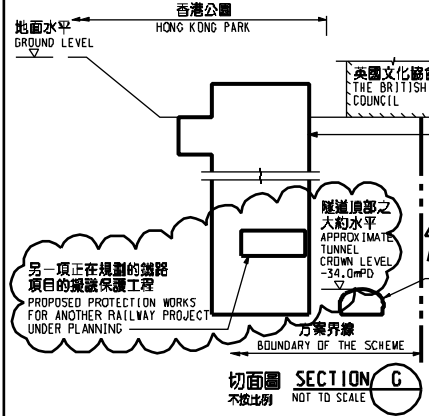 香港公園
HONG KONG PARK
地面水平
GROUND LEVEL
英國文化協會
THE BRITISH
COUNCIL
隧道頂部之
大約水平
APPROXIMATE
TUNNEL
CROWN LEVEL
-34.0mPD
另一項正在規劃的鐵路
項目的擬議保護工程
PROPOSED PROTECTION WORKS
FOR ANOTHER RAILWAY PROJECT
UNDER PLANNING
方案界線
BOUNDARY OF THE SCHEME
切面圖 SECTION G
不按比例 NOT TO SCALE